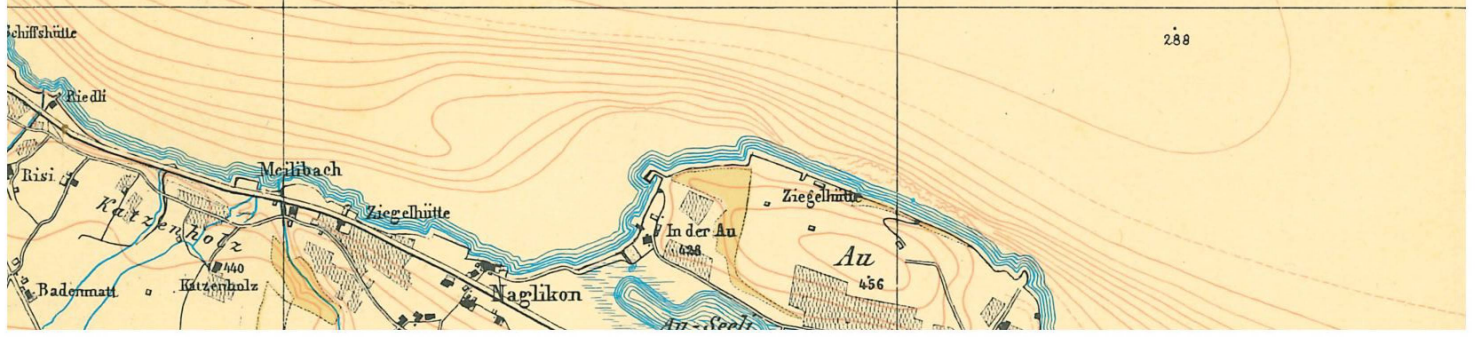 Schiffshütte
288
Riedli
Meilibach
Risi
Ziegelhütte
Ziegelhütte
Katzenholz
In der Au
428
Au
440
456
Katzenholz
Badenmatt
Naglikon
Au-Seeli